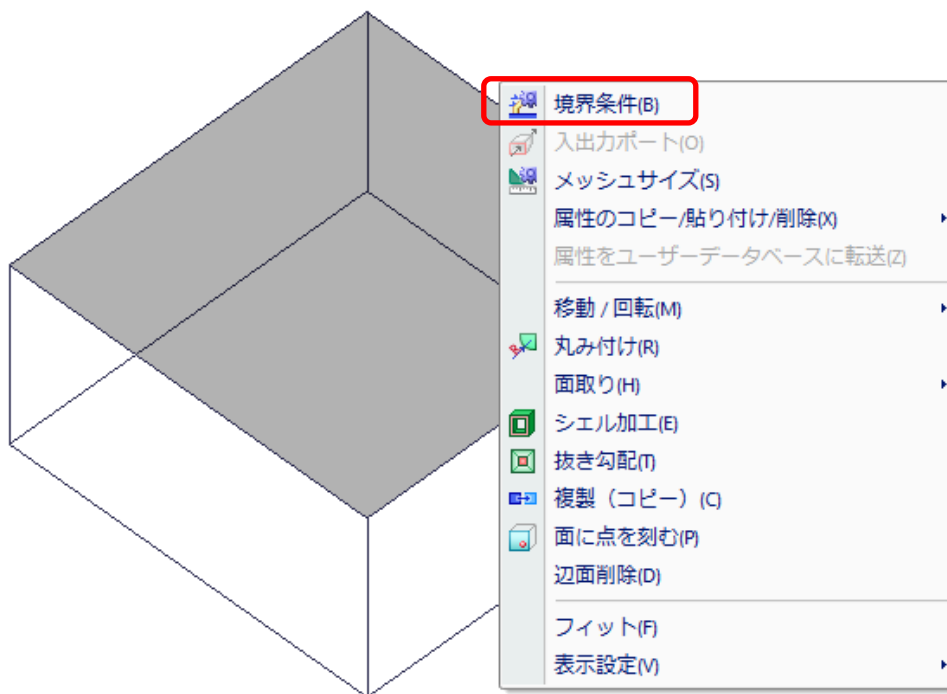 境界条件(B)
入出力ポート(O)
メッシュサイズ(S)
属性のコピー/貼り付け/削除(X)
属性をユーザーデータベースに転送(Z)
移動 / 回転(M)
丸み付け(R)
面取り(H)
シェル加工(E)
抜き勾配(T)
複製（コピー）(C)
面に点を刻む(P)
辺面削除(D)
フィット(F)
表示設定(V)